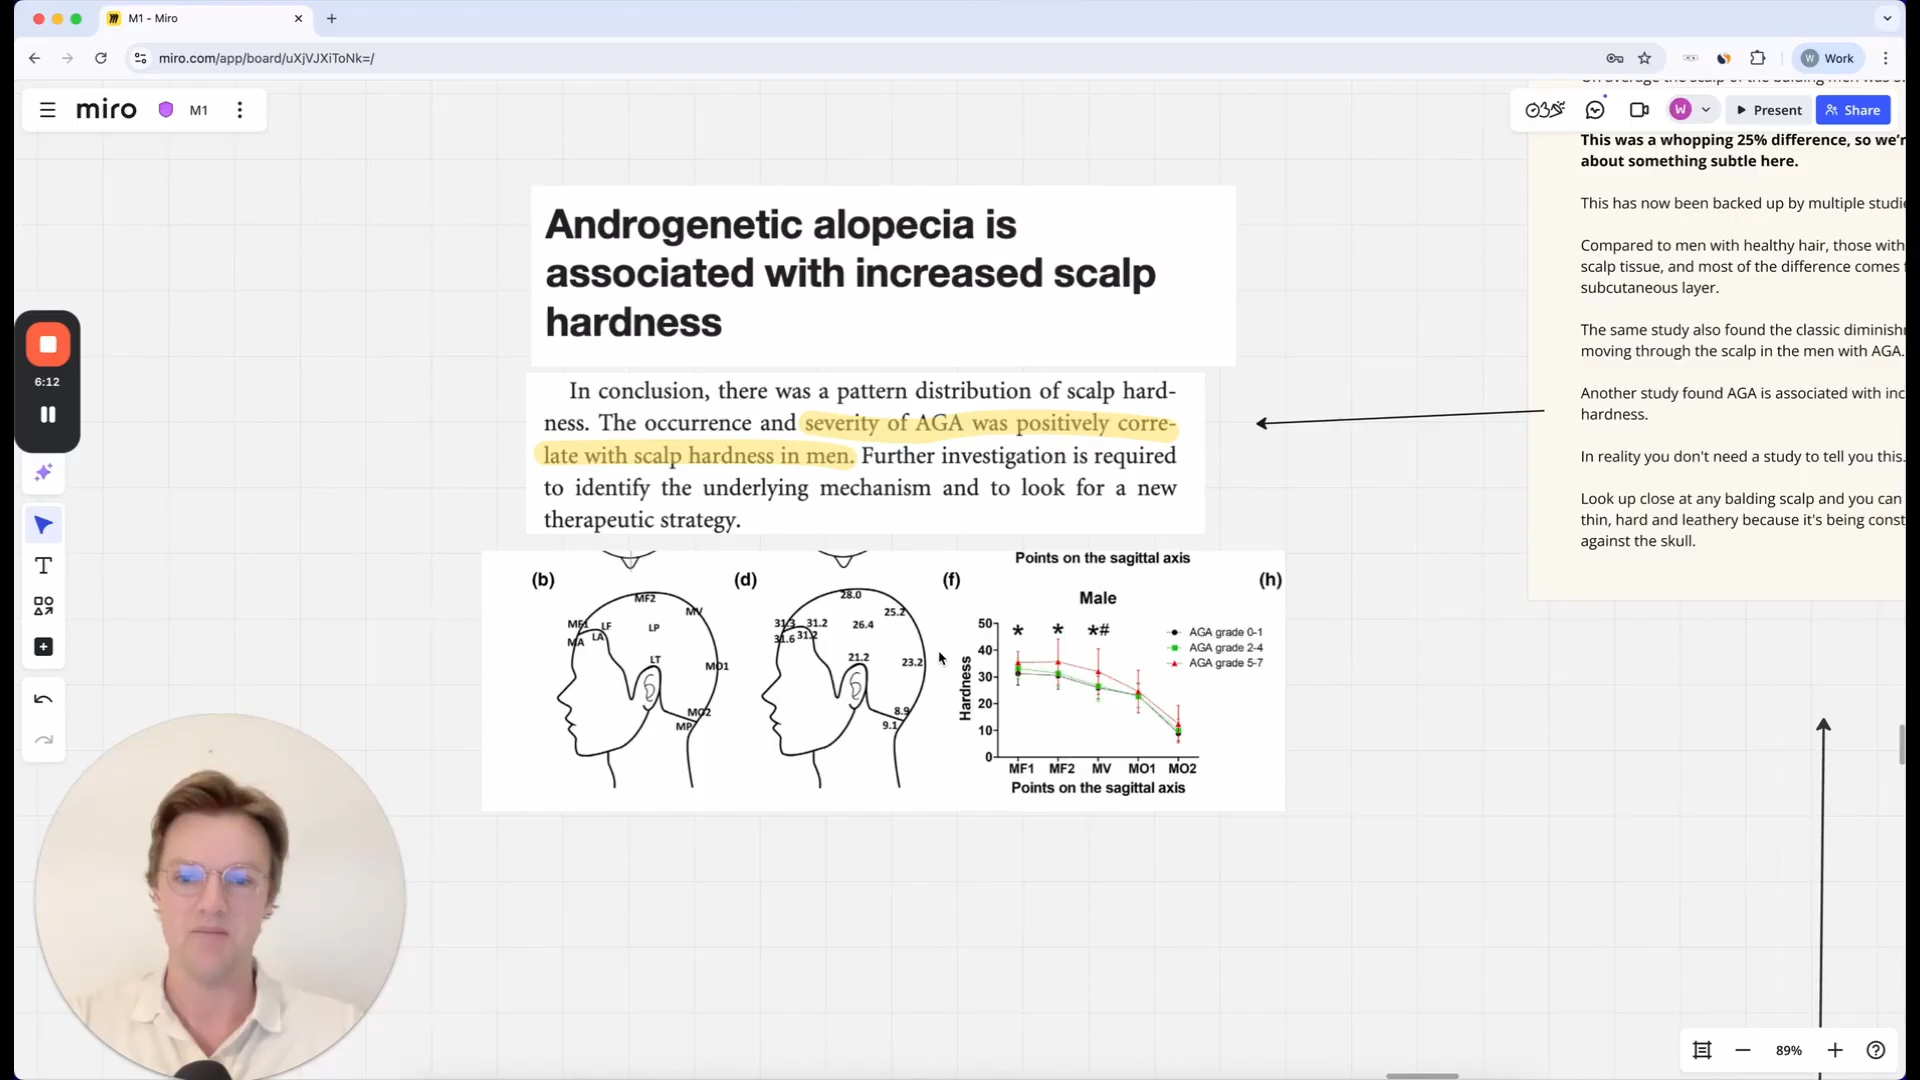 M1 - Miro
miro.com/app/board/uXjVJXiToNk=/
Work
miro
M1
Present
Share
Androgenetic alopecia is
associated with increased scalp
hardness
In conclusion, there was a pattern distribution of scalp hard-
ness. The occurrence and severity of AGA was positively corre-
late with scalp hardness in men. Further investigation is required
to identify the underlying mechanism and to look for a new
therapeutic strategy.
(b)
MF2
MF1
LF
MV
MA
LA
LP
LT
MO1
MO2
MP
(d)
28.0
25.2
31.3
31.2
26.4
31.6
31.2
21.2
23.2
8.9
9.1
(f)
Points on the sagittal axis
(h)
Male
50
40
30
20
10
0
Hardness
*
*
*#
AGA grade 0-1
AGA grade 2-4
AGA grade 5-7
MF1 MF2 MV MO1 MO2
Points on the sagittal axis
This was a whopping 25% difference, so we'r
about something subtle here.
This has now been backed up by multiple studi
Compared to men with healthy hair, those with
scalp tissue, and most of the difference comes
subcutaneous layer.
The same study also found the classic diminish
moving through the scalp in the men with AGA.
Another study found AGA is associated with inc
hardness.
In reality you don't need a study to tell you this.
Look up close at any balding scalp and you can
thin, hard and leathery because it's being const
against the skull.
6:12
W
W
T
89%